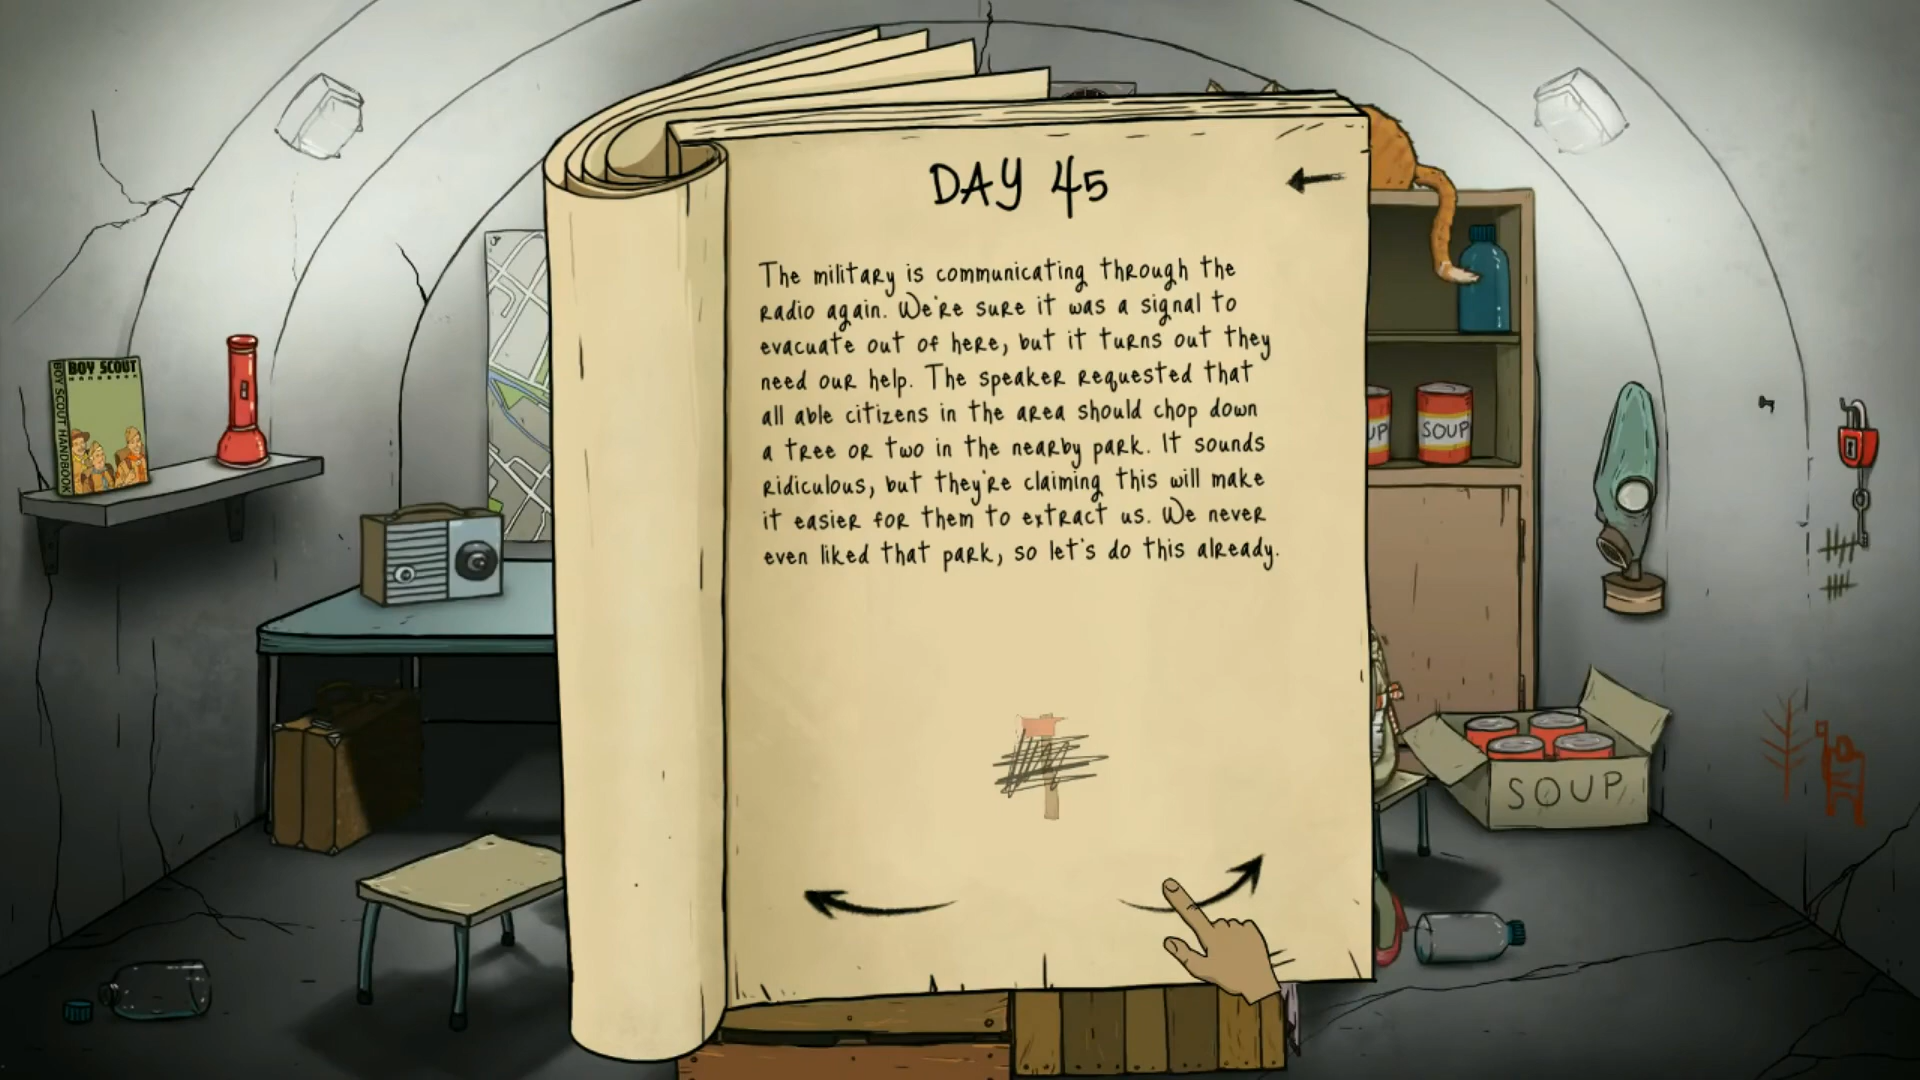 DAY 45
The military is communicating through the
radio again. We're sure it was a signal to
evacuate out of here, but it turns out they
need our help. The speaker requested that
all able citizens in the area should chop down
a tree or two in the nearby park. It sounds
ridiculous, but they're claiming this will make
it easier for them to extract us. We never
even liked that park, so let's do this already.
BOY SCOUT
HANDBOOK
BOY SCOUT HANDBOOK
UP
SOUP
SOUP